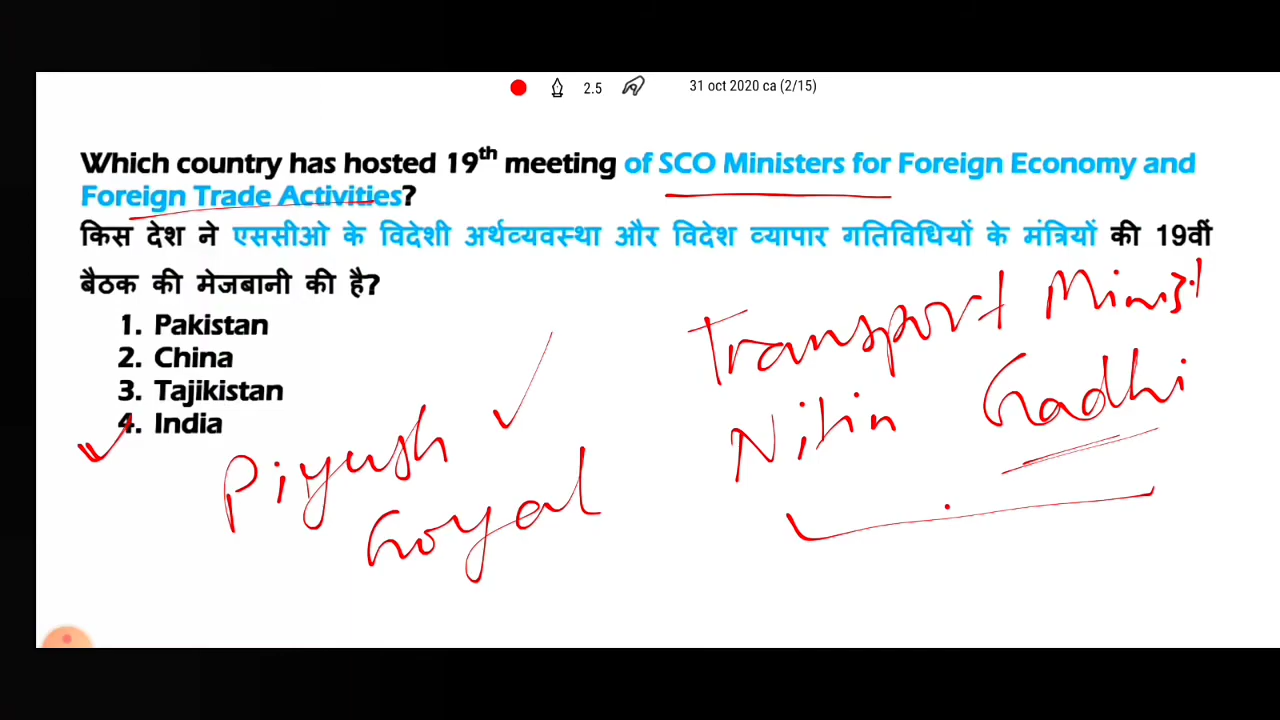 2.5 31 oct 2020 ca (2/15)
Which country has hosted 19th meeting of SCO Ministers for Foreign Economy and
Foreign Trade Activities?
किस देश ने एससीओ के विदेशी अर्थव्यवस्था और विदेश व्यापार गतिविधियों के मंत्रियों की 19वीं
बैठक की मेजबानी की है?
1. Pakistan
2. China
3. Tajikistan
4. India
Transport Minist
Nitin Gadhi
Piyush
Goyal